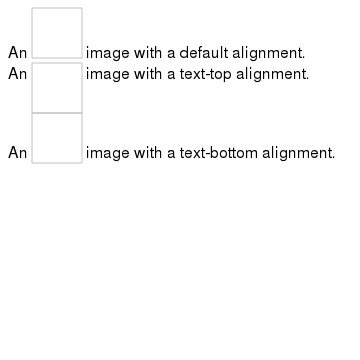 An image with a default alignment.
An image with a text-top alignment.
An image with a text-bottom alignment.